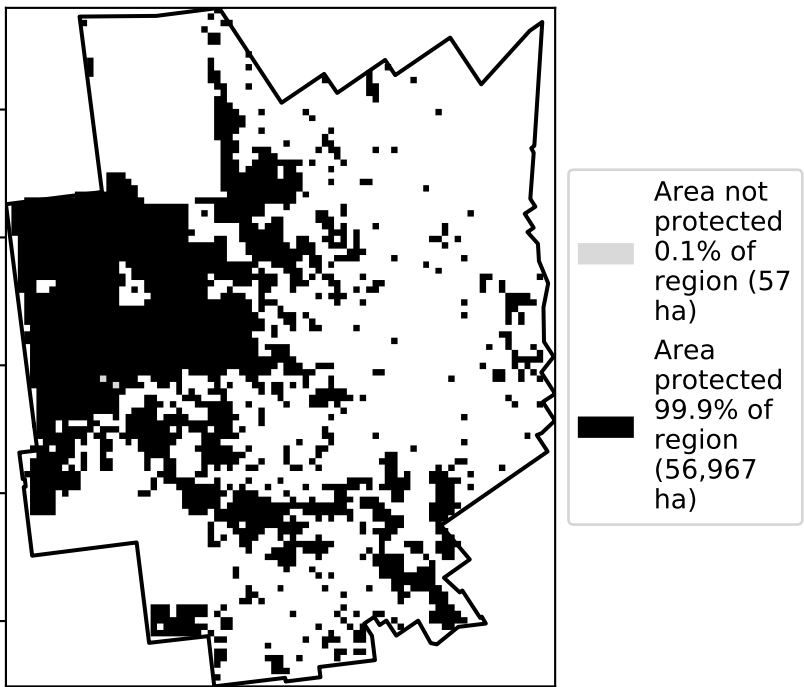 Area not
protected
0.1% of
region (57
ha)
Area
protected
99.9% of
region
(56,967
ha)